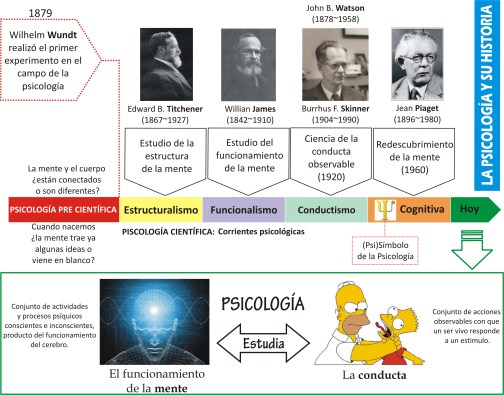 1879
Wilhelm Wundt
realizó el primer
experimento en el
campo de la
psicología
John B. Watson
(1878~1958)
Edward B. Titchener
(1867~1927)
Willian James
(1842~1910)
Burrhus F. Skinner
(1904~1990)
Jean Piaget
(1896~1980)
LA PSICOLOGÍA Y SU HISTORIA
Estudio de la
estructura
de la mente
Estudio del
funcionamiento
de la mente
Ciencia de la
conducta
observable
(1920)
Redescubrimiento
de la mente
(1960)
La mente y el cuerpo
¿están conectados
o son diferentes?
PSICOLOGÍA PRE CIENTÍFICA
Estructuralismo
Funcionalismo
Conductismo
Cognitiva
Hoy
Cuando nacemos
¿la mente trae ya
algunas ideas o
viene en blanco?
PISCOLOGÍA CIENTÍFICA: Corrientes psicológicas
(Psi)Símbolo
de la Psicología
Conjunto de actividades
y procesos psíquicos
conscientes e inconscientes,
producto del funcionamiento
del cerebro.
PSICOLOGÍA
Estudia
Conjunto de acciones
observables con que
un ser vivo responde
a un estimulo.
El funcionamiento
de la mente
La conducta